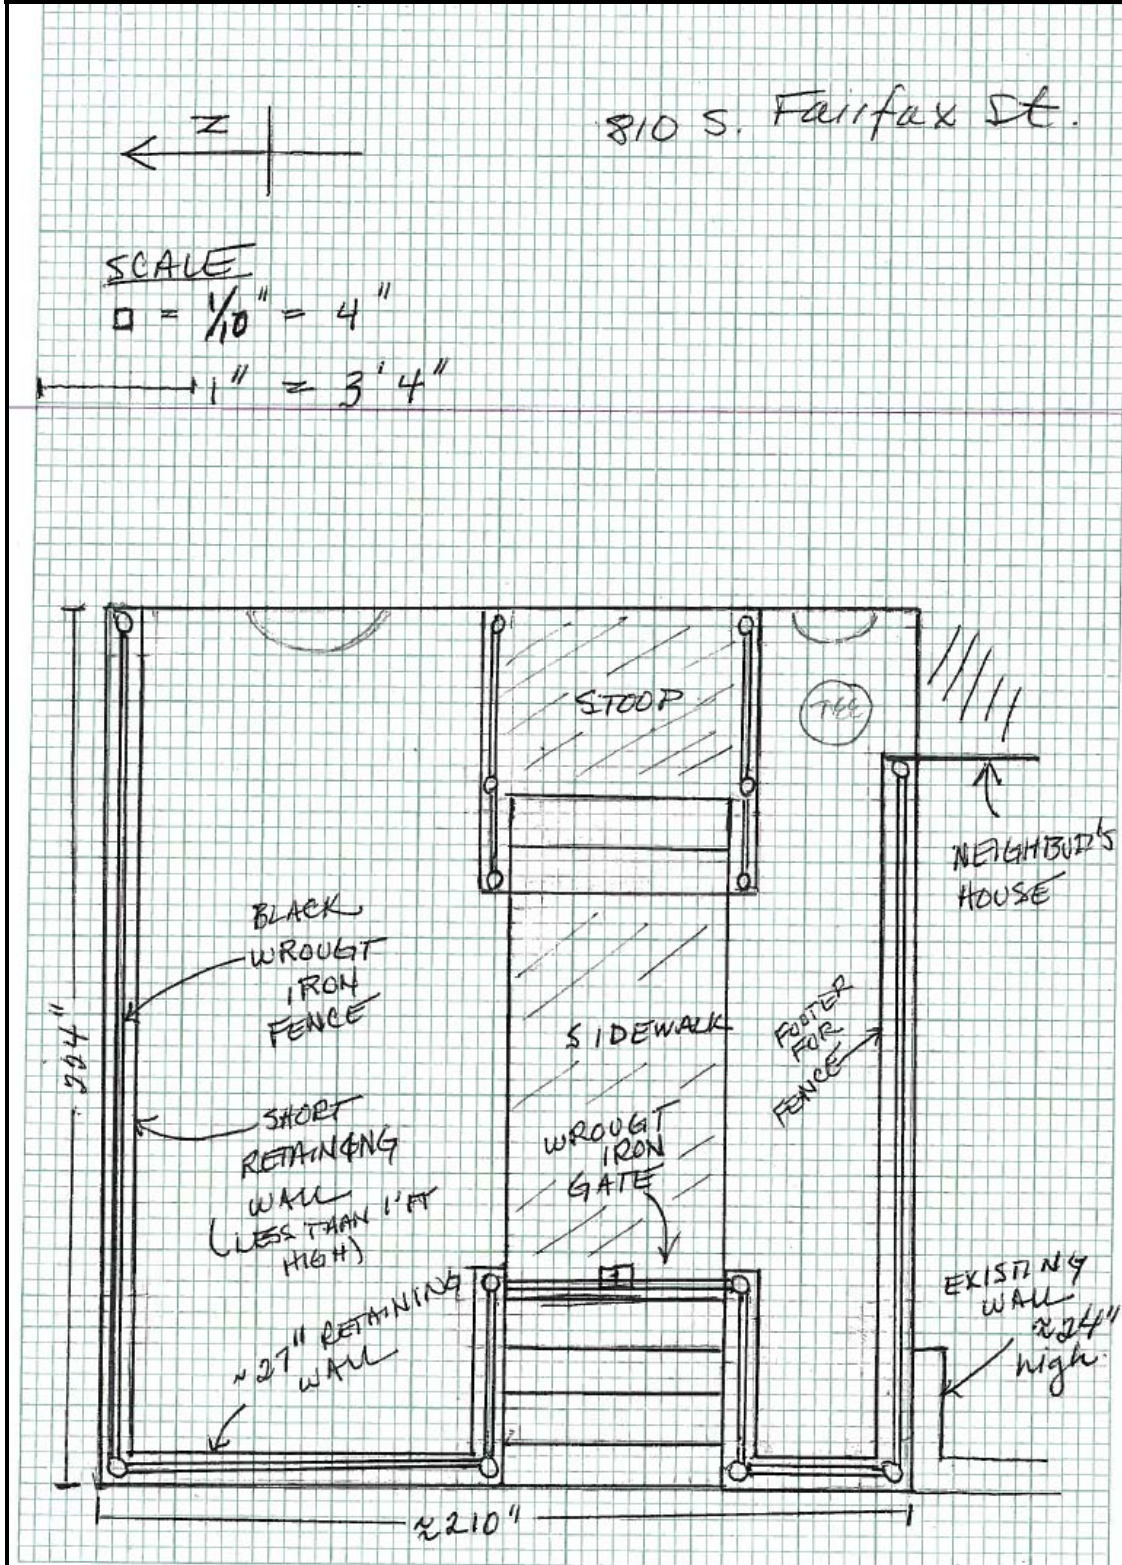 N
810 S. Fairfax St.
SCALE
□ = 1/10" = 4"
1" = 3'4"
STOOP
TREE
NEIGHBUD'S
HOUSE
BLACK
WROUGT
IRON
FENCE
SIDEWALK
FOOTER
FOR
FENCE
224"
SHORT
RETAINING
WALL
(LESS THAN 1'FT
HIGH)
WROUGT
IRON
GATE
~27" RETAINING
WALL
EXISTING
WALL
≈24"
high.
≈210"